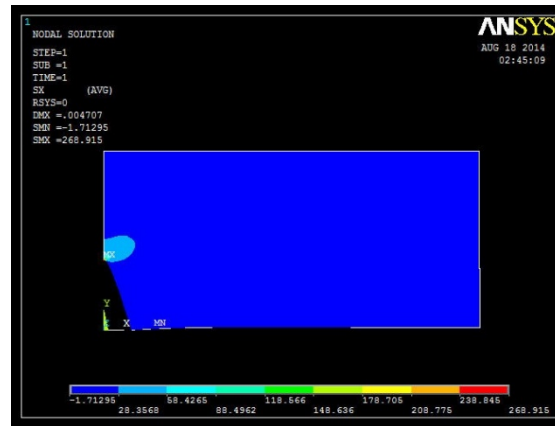 1
NODAL SOLUTION
STEP=1
SUB =1
TIME=1
SX (AVG)
RSYS=0
DMX =.004707
SMN =-1.71295
SMX =268.915
ANSYS
AUG 18 2014
02:45:09
MX
Y
X MN
-1.71295 58.4265 118.566 178.705 238.845
28.3568 88.4962 148.636 208.775 268.915